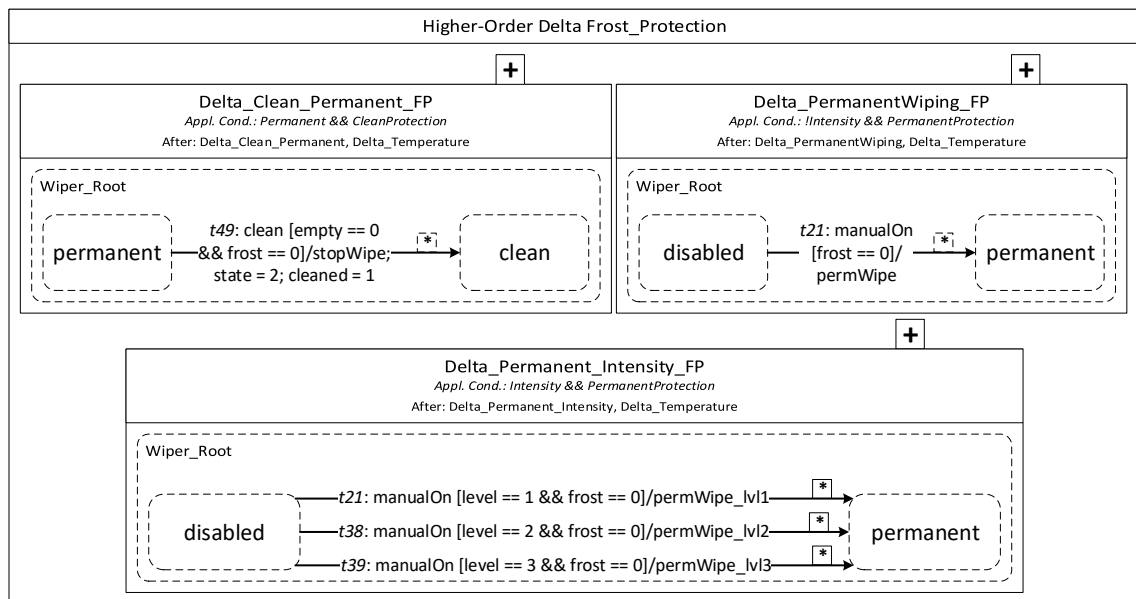 Higher-Order Delta Frost_Protection
+
+
Delta_Clean_Permanent_FP
Appl. Cond.: Permanent && CleanProtection
After: Delta_Clean_Permanent, Delta_Temperature
Wiper_Root
permanent
t49: clean [empty == 0
&& frost == 0]/stopWipe;
state = 2; cleaned = 1
*
clean
Delta_PermanentWiping_FP
Appl. Cond.: !Intensity && PermanentProtection
After: Delta_PermanentWiping, Delta_Temperature
Wiper_Root
disabled
t21: manualOn
[frost == 0]/
permWipe
*
permanent
+
Delta_Permanent_Intensity_FP
Appl. Cond.: Intensity && PermanentProtection
After: Delta_Permanent_Intensity, Delta_Temperature
Wiper_Root
disabled
t21: manualOn [level == 1 && frost == 0]/permWipe_lvl1
*
t38: manualOn [level == 2 && frost == 0]/permWipe_lvl2
*
t39: manualOn [level == 3 && frost == 0]/permWipe_lvl3
*
permanent